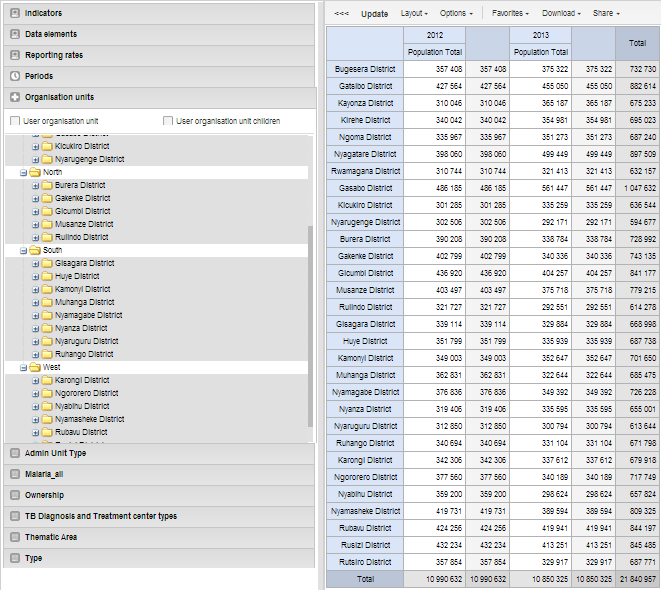 Indicators
Data elements
Reporting rates
Periods
Organisation units
User organisation unit User organisation unit children
Gasabo District
Kicukiro District
Nyarugenge District
North
Burera District
Gakenke District
Gicumbi District
Musanze District
Rulindo District
South
Gisagara District
Huye District
Kamonyi District
Muhanga District
Nyamagabe District
Nyanza District
Nyaruguru District
Ruhango District
West
Karongi District
Ngororero District
Nyabihu District
Nyamasheke District
Rubavu District
Rusizi District
Admin Unit Type
Malaria_all
Ownership
TB Diagnosis and Treatment center types
Thematic Area
Type
<<< Update Layout Options Favorites Download Share
2012 2013 Total
Population Total Population Total
Bugesera District 357 408 357 408 375 322 375 322 732 730
Gatsibo District 427 564 427 564 455 050 455 050 882 614
Kayonza District 310 046 310 046 365 187 365 187 675 233
Kirehe District 340 042 340 042 354 981 354 981 695 023
Ngoma District 335 967 335 967 351 273 351 273 687 240
Nyagatare District 398 060 398 060 499 449 499 449 897 509
Rwamagana District 310 744 310 744 321 413 321 413 632 157
Gasabo District 486 185 486 185 561 447 561 447 1 047 632
Kicukiro District 301 285 301 285 335 259 335 259 636 544
Nyarugenge District 302 506 302 506 292 171 292 171 594 677
Burera District 390 208 390 208 338 784 338 784 728 992
Gakenke District 402 799 402 799 340 336 340 336 743 135
Gicumbi District 436 920 436 920 404 257 404 257 841 177
Musanze District 403 497 403 497 375 718 375 718 779 215
Rulindo District 321 727 321 727 292 551 292 551 614 278
Gisagara District 339 114 339 114 329 884 329 884 668 998
Huye District 351 799 351 799 335 939 335 939 687 738
Kamonyi District 349 003 349 003 352 647 352 647 701 650
Muhanga District 362 831 362 831 322 644 322 644 685 475
Nyamagabe District 376 836 376 836 349 392 349 392 726 228
Nyanza District 319 406 319 406 335 595 335 595 655 001
Nyaruguru District 312 850 312 850 300 794 300 794 613 644
Ruhango District 340 694 340 694 331 104 331 104 671 798
Karongi District 342 306 342 306 337 612 337 612 679 918
Ngororero District 377 560 377 560 340 189 340 189 717 749
Nyabihu District 359 200 359 200 298 624 298 624 657 824
Nyamasheke District 419 731 419 731 389 594 389 594 809 325
Rubavu District 424 256 424 256 419 941 419 941 844 197
Rusizi District 432 234 432 234 413 251 413 251 845 485
Rutsiro District 357 854 357 854 329 917 329 917 687 771
Total 10 990 632 10 990 632 10 850 325 10 850 325 21 840 957